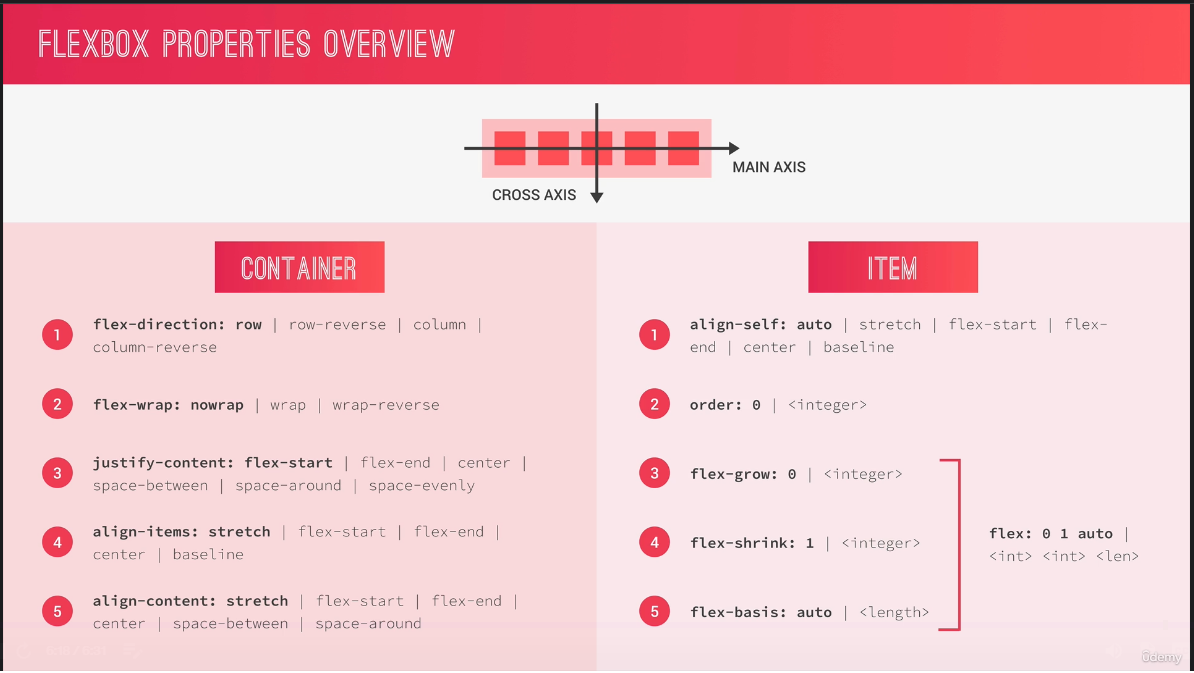 FLEXBOX PROPERTIES OVERVIEW
MAIN AXIS
CROSS AXIS
CONTAINER
1 flex-direction: row | row-reverse | column |
column-reverse
2 flex-wrap: nowrap | wrap | wrap-reverse
3 justify-content: flex-start | flex-end | center |
space-between | space-around | space-evenly
4 align-items: stretch | flex-start | flex-end |
center | baseline
5 align-content: stretch | flex-start | flex-end |
center | space-between | space-around
ITEM
1 align-self: auto | stretch | flex-start | flex-
end | center | baseline
2 order: 0 | <integer>
3 flex-grow: 0 | <integer>
4 flex-shrink: 1 | <integer>
5 flex-basis: auto | <length>
flex: 0 1 auto |
<int> <int> <len>
ûdemy